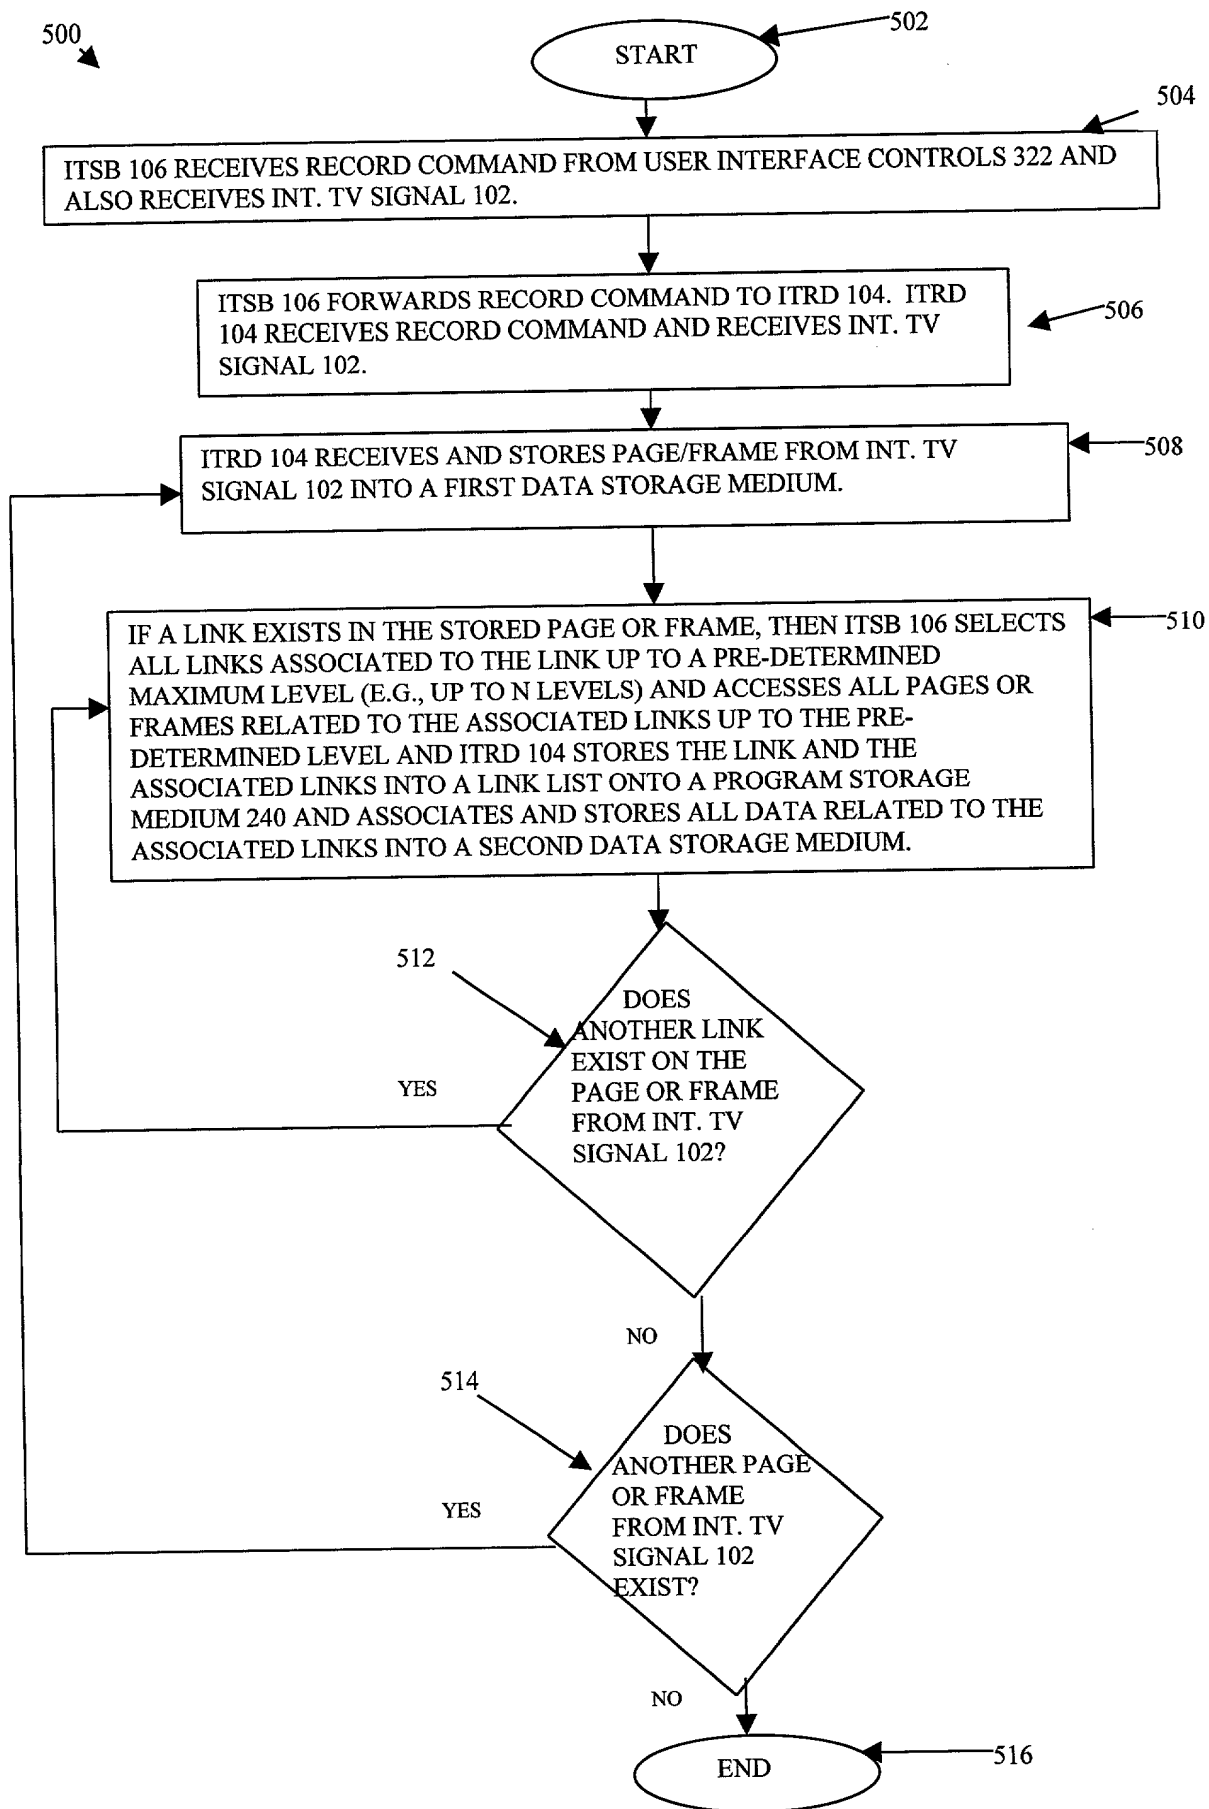 500
START
502
504
ITSB 106 RECEIVES RECORD COMMAND FROM USER INTERFACE CONTROLS 322 AND
ALSO RECEIVES INT. TV SIGNAL 102.
ITSB 106 FORWARDS RECORD COMMAND TO ITRD 104. ITRD
104 RECEIVES RECORD COMMAND AND RECEIVES INT. TV
SIGNAL 102.
506
ITRD 104 RECEIVES AND STORES PAGE/FRAME FROM INT. TV
SIGNAL 102 INTO A FIRST DATA STORAGE MEDIUM.
508
IF A LINK EXISTS IN THE STORED PAGE OR FRAME, THEN ITSB 106 SELECTS
ALL LINKS ASSOCIATED TO THE LINK UP TO A PRE-DETERMINED
MAXIMUM LEVEL (E.G., UP TO N LEVELS) AND ACCESSES ALL PAGES OR
FRAMES RELATED TO THE ASSOCIATED LINKS UP TO THE PRE-
DETERMINED LEVEL AND ITRD 104 STORES THE LINK AND THE
ASSOCIATED LINKS INTO A LINK LIST ONTO A PROGRAM STORAGE
MEDIUM 240 AND ASSOCIATES AND STORES ALL DATA RELATED TO THE
ASSOCIATED LINKS INTO A SECOND DATA STORAGE MEDIUM.
510
512
DOES
ANOTHER LINK
EXIST ON THE
PAGE OR FRAME
FROM INT. TV
SIGNAL 102?
YES
NO
514
DOES
ANOTHER PAGE
OR FRAME
FROM INT. TV
SIGNAL 102
EXIST?
YES
NO
END
516